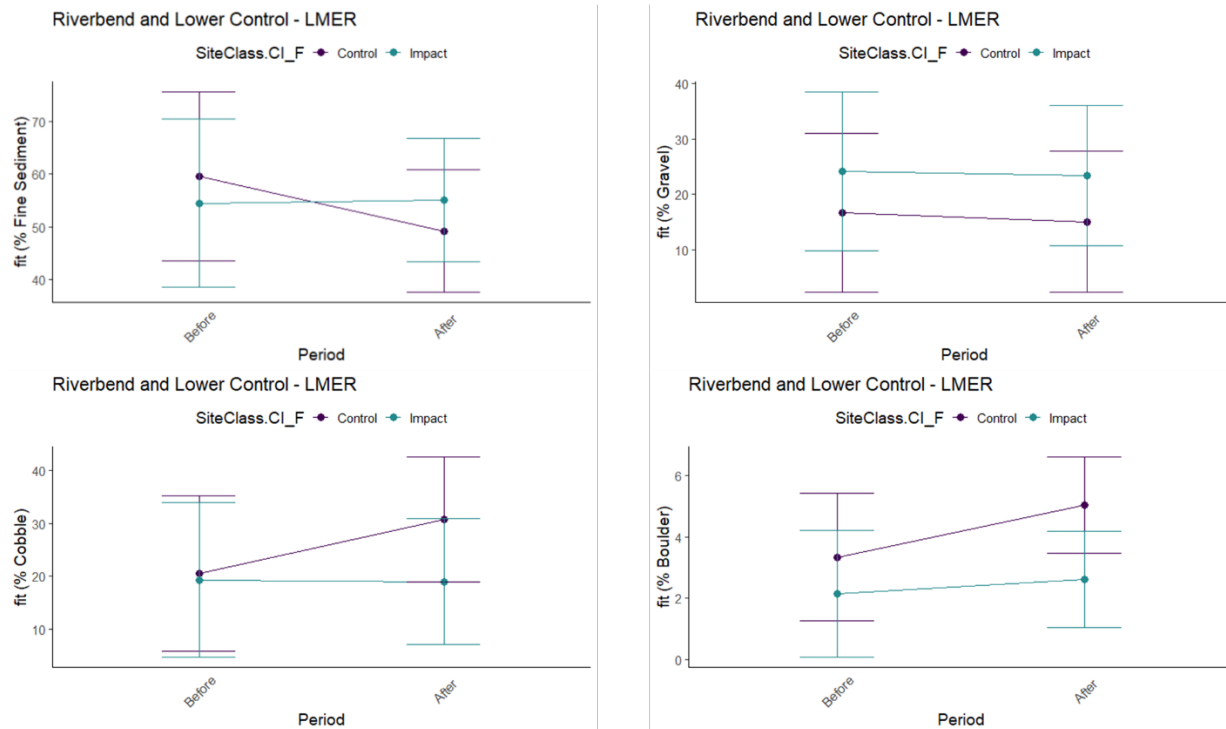 Riverbend and Lower Control - LMER
SiteClass.CI_F Control Impact
fit (% Fine Sediment)
70
60
50
40
Before
After
Period
Riverbend and Lower Control - LMER
SiteClass.CI_F Control Impact
fit (% Gravel)
40
30
20
10
Before
After
Period
Riverbend and Lower Control - LMER
SiteClass.CI_F Control Impact
fit (% Cobble)
40
30
20
10
Before
After
Period
Riverbend and Lower Control - LMER
SiteClass.CI_F Control Impact
fit (% Boulder)
6
4
2
0
Before
After
Period